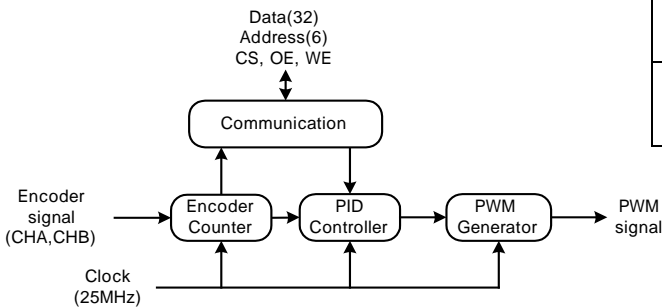 Data(32)
Address(6)
CS, OE, WE
Communication
Encoder
signal
(CHA,CHB)
Encoder
Counter
PID
Controller
PWM
Generator
PWM
signal
Clock
(25MHz)